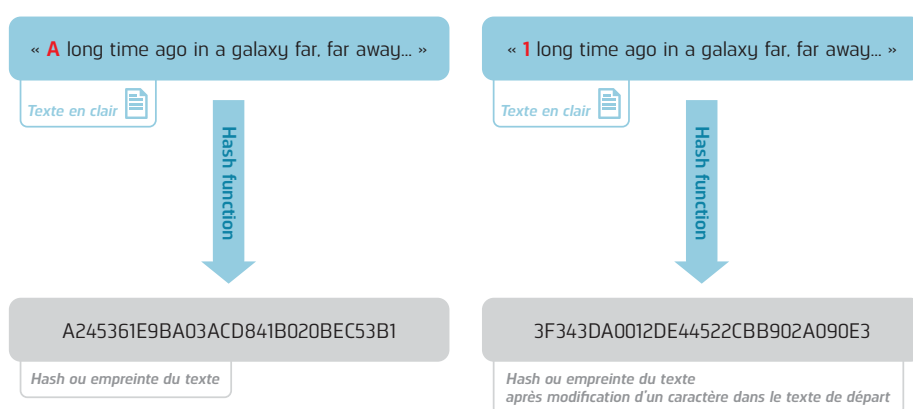 « A long time ago in a galaxy far, far away... »
Texte en clair
Hash function
A245361E9BA03ACD841B020BEC53B1
Hash ou empreinte du texte
« 1 long time ago in a galaxy far, far away... »
Texte en clair
Hash function
3F343DA0012DE44522CBB902A090E3
Hash ou empreinte du texte
après modification d'un caractère dans le texte de départ